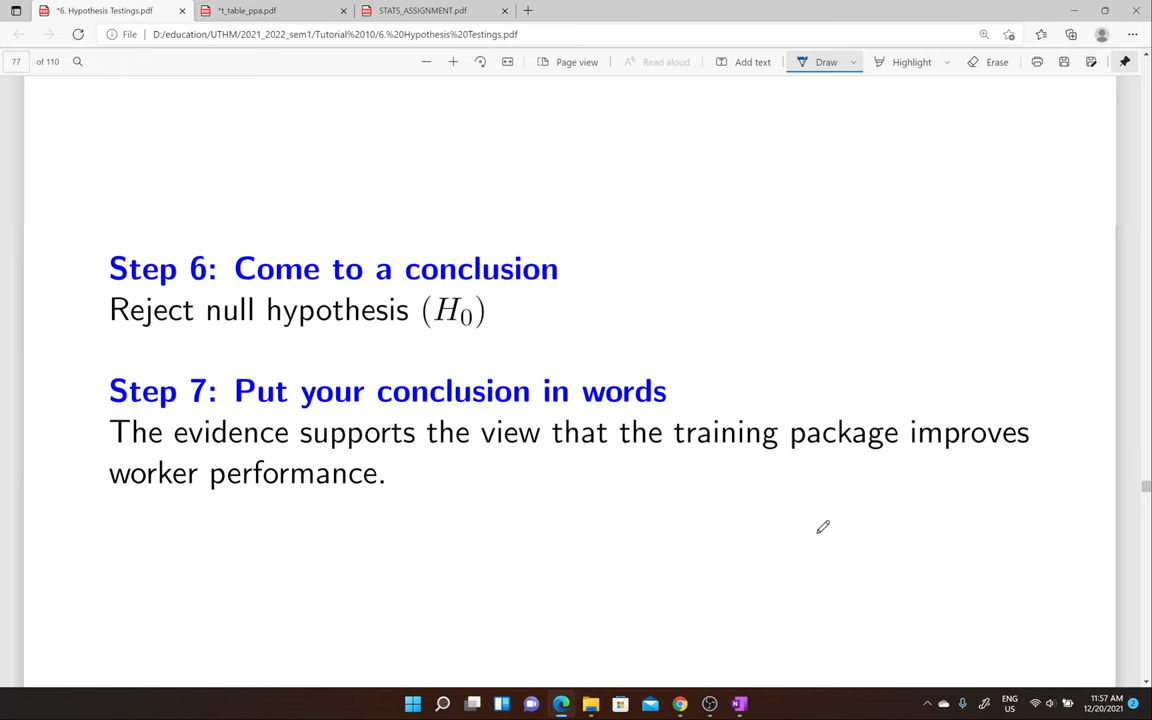 *6. Hypothesis Testings.pdf
*t_table_ppa.pdf
STATS_ASSIGNMENT.pdf
File
D:/education/UTHM/2021_2022_sem1/Tutorial%2010/6.%20Hypothesis%20Testings.pdf
77 of 110
Page view
Read aloud
Add text
Draw
Highlight
Erase
Step 6: Come to a conclusion
Reject null hypothesis (H₀)
Step 7: Put your conclusion in words
The evidence supports the view that the training package improves
worker performance.
ENG
US
11:57 AM
12/20/2021
2